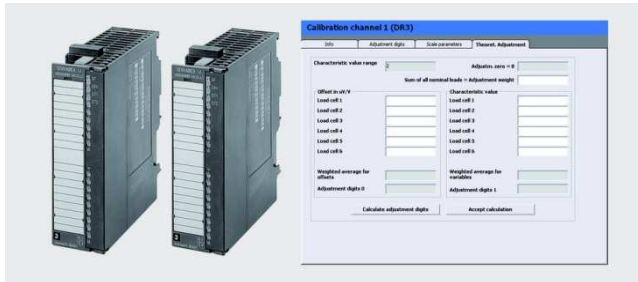 SIWAREX U
SIWAREX U
2
2
Calibration channel 1 (DR3)
Info
Adjustment digits
Scale parameters
Theoret. Adjustment
Characteristic value range
2
Adjustm. zero = 0
Sum of all nominal loads = Adjustment weight
Offset in uV/V
Load cell 1
Load cell 2
Load cell 3
Load cell 4
Load cell 5
Load cell 6
Weighted average for
offsets
Adjustment digits 0
Characteristic value
Load cell 1
Load cell 2
Load cell 3
Load cell 4
Load cell 5
Load cell 6
Weighted average for
variables
Adjustment digits 1
Calculate adjustment digits
Accept calculation